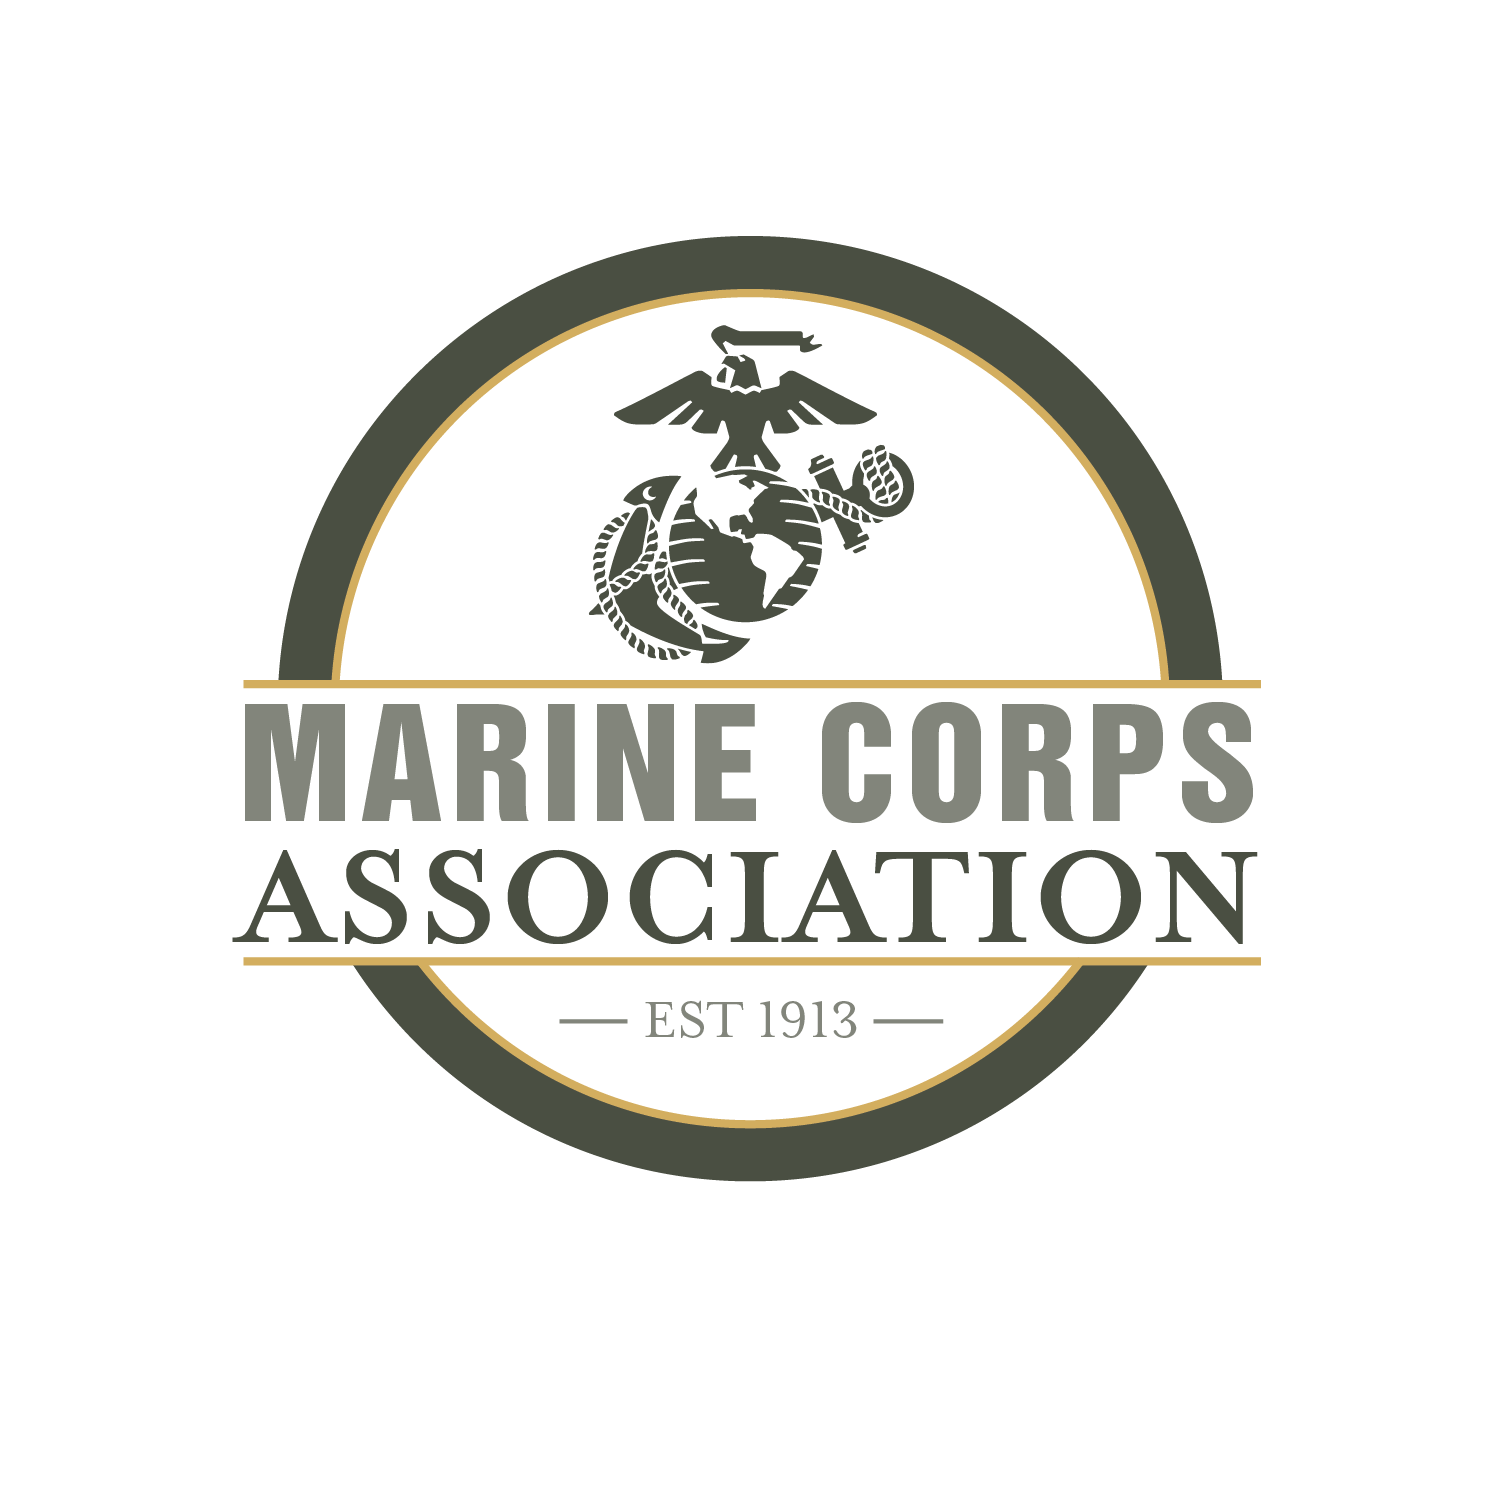 MARINE CORPS
ASSOCIATION
— EST 1913 —